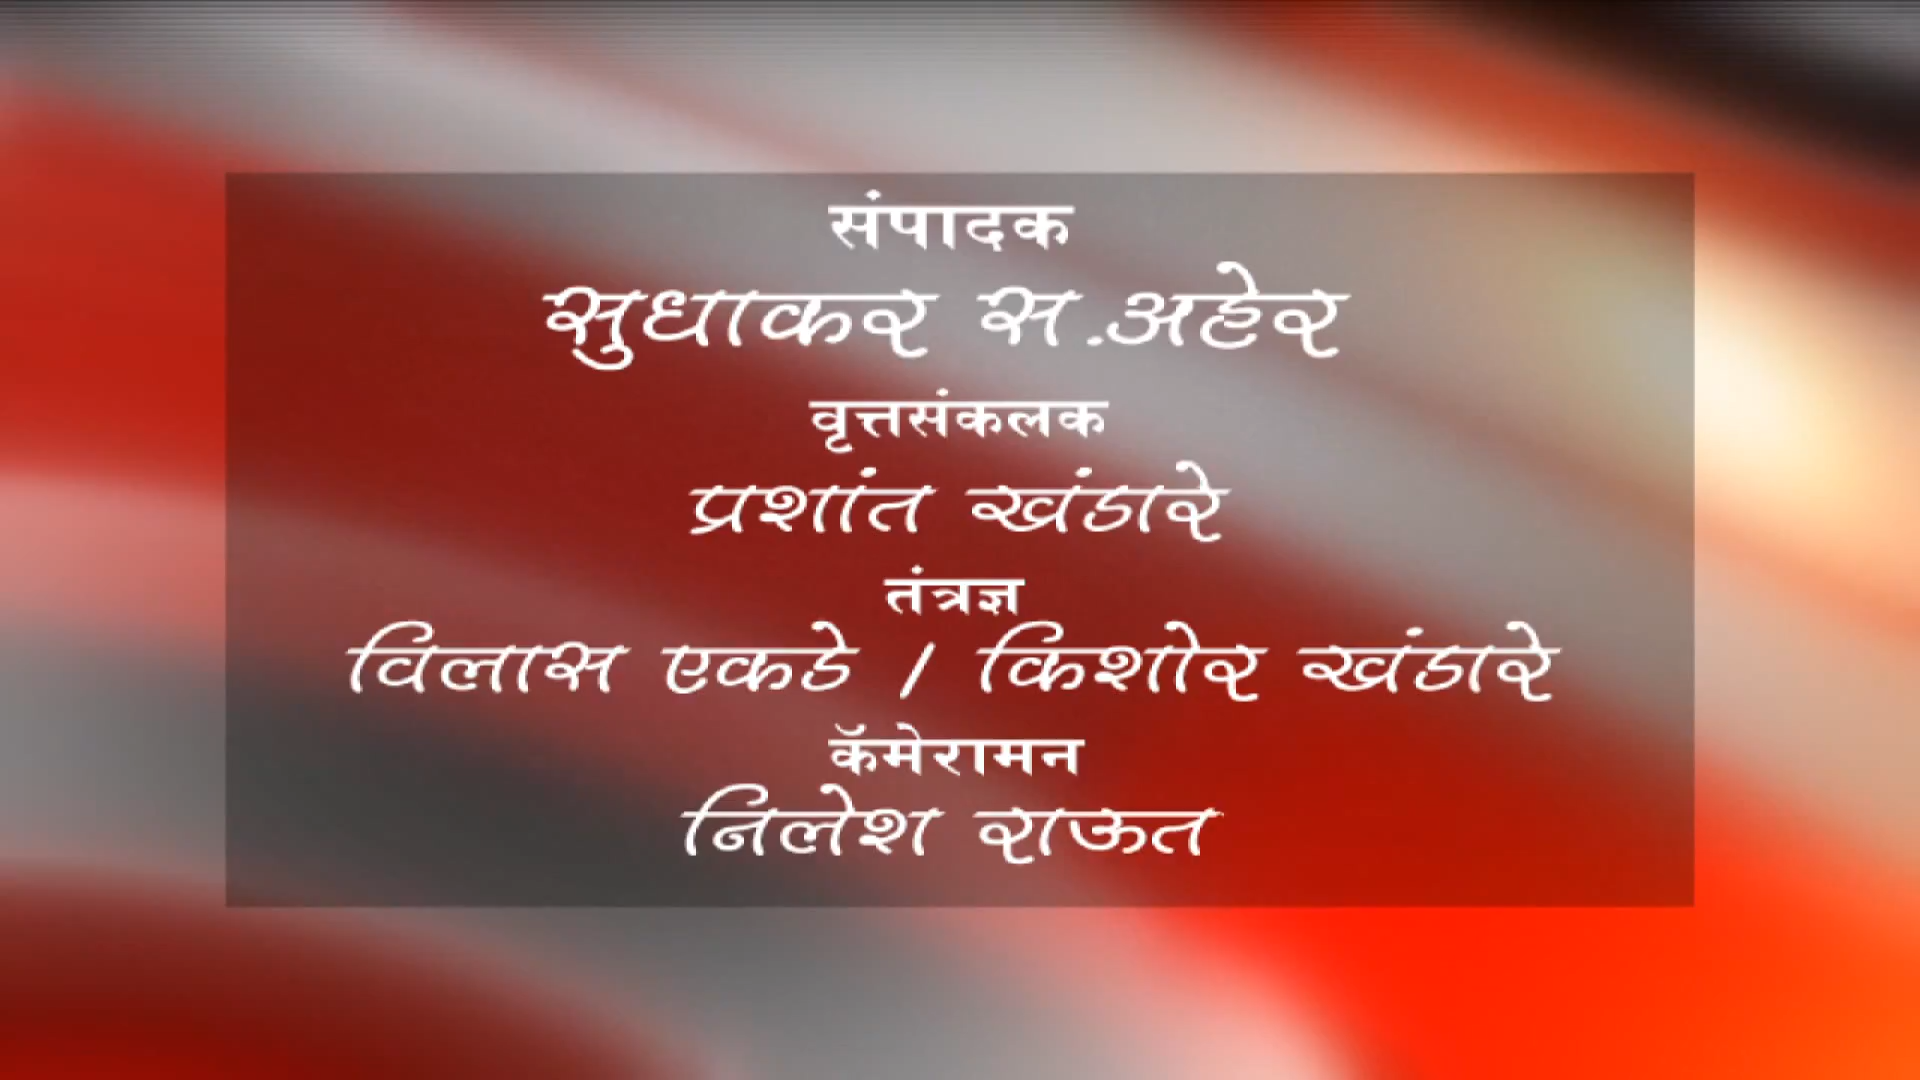 संपादक
सुधाकर स.अहेर
वृत्तसंकलक
प्रशांत खंडारे
तंत्रज्ञ
विलास एकडे / किशोर खंडारे
कॅमेरामन
निलेश राऊत